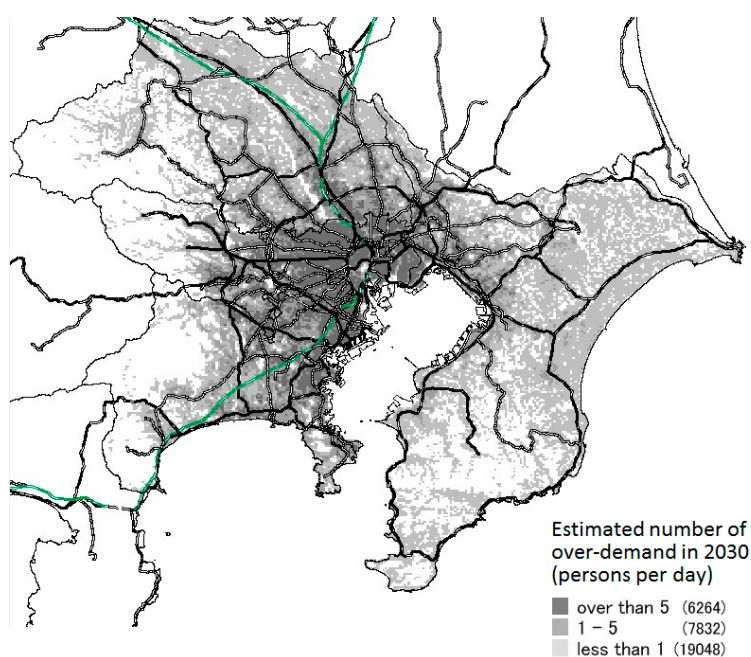 Estimated number of
over-demand in 2030
(persons per day)
over than 5 (6264)
1 - 5 (7832)
less than 1 (19048)